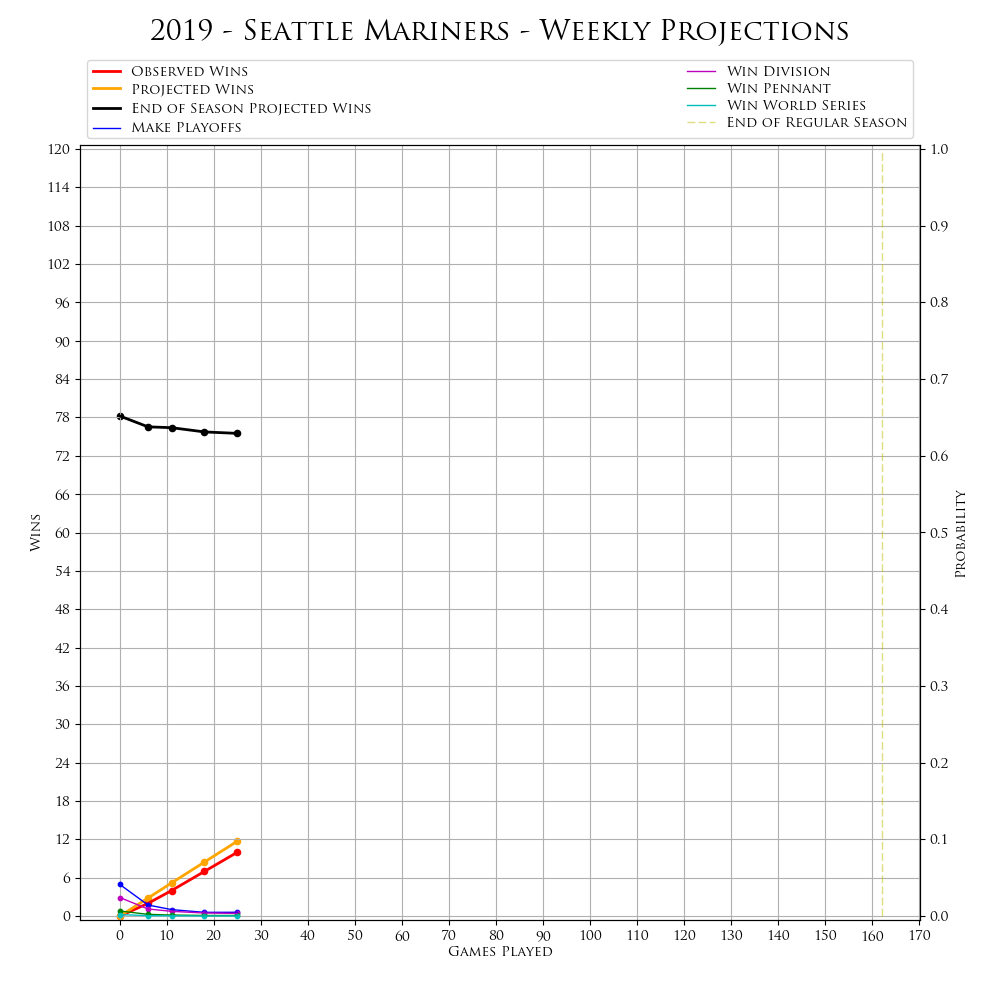 2019 - Seattle Mariners - Weekly Projections
Observed Wins
Projected Wins
End of Season Projected Wins
Make Playoffs
Win Division
Win Pennant
Win World Series
End of Regular Season
120
114
108
102
96
90
84
78
72
66
60
54
48
42
36
30
24
18
12
6
0
Wins
1.0
0.9
0.8
0.7
0.6
0.5
0.4
0.3
0.2
0.1
0.0
Probability
0 10 20 30 40 50 60 70 80 90 100 110 120 130 140 150 160 170
Games Played